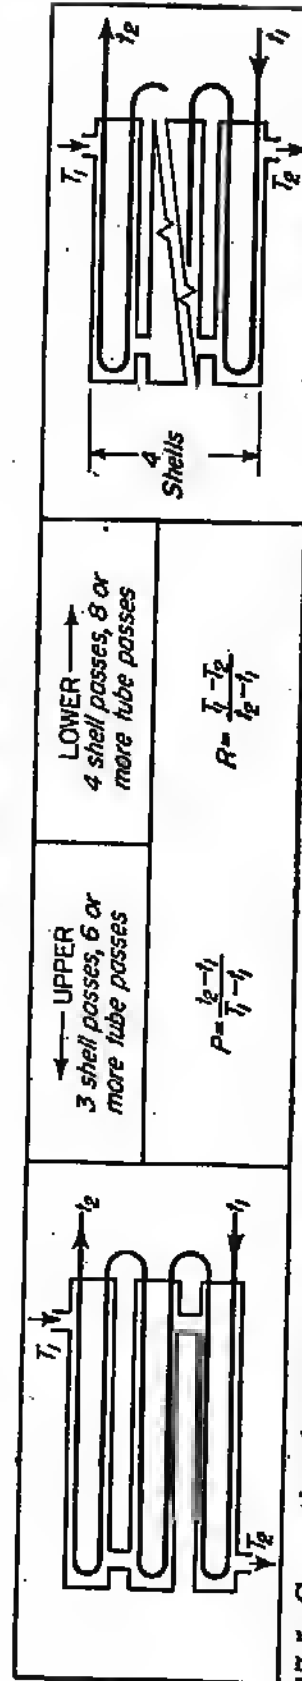 T₁
t₂
t₁
T₂
← UPPER
3 shell passes, 6 or
more tube passes
LOWER →
4 shell passes, 8 or
more tube passes
P = (t₂ - t₁) / (T₁ - t₁)
R = (T₁ - T₂) / (t₂ - t₁)
4
Shells
T₁
t₂
t₁
T₂